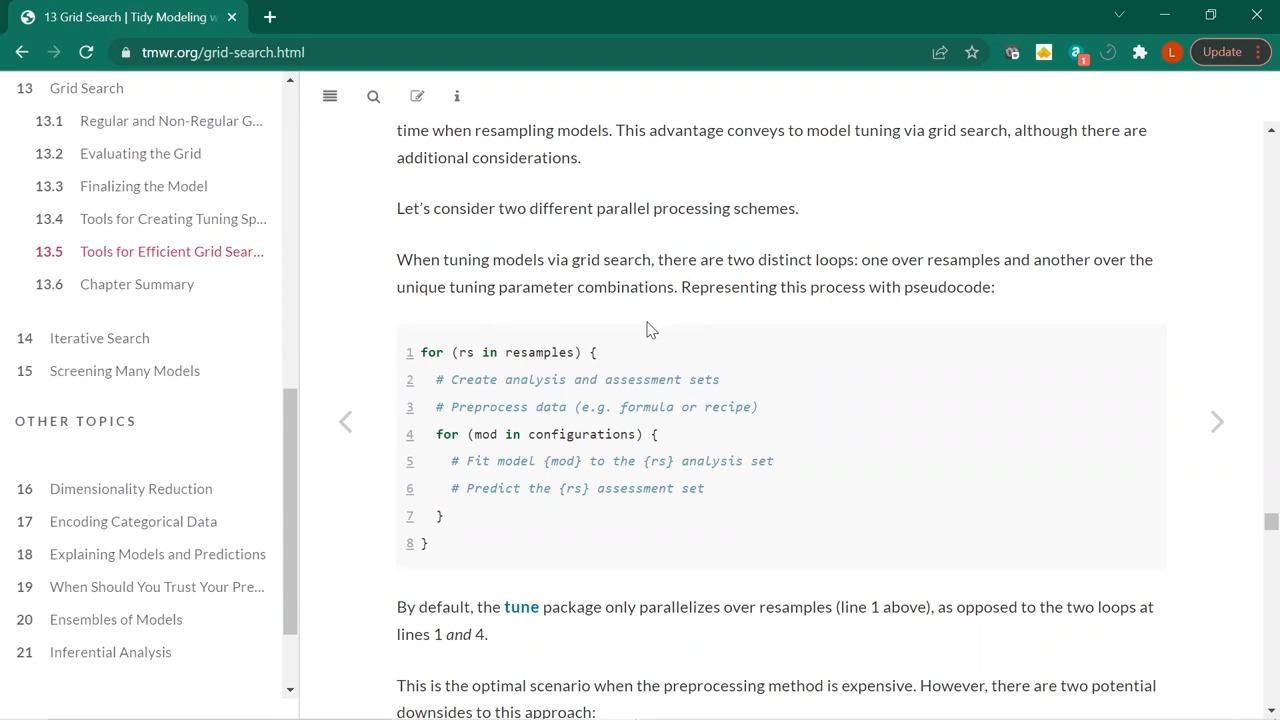 13 Grid Search | Tidy Modeling w
tmwr.org/grid-search.html
1
L
Update
13 Grid Search
13.1 Regular and Non-Regular G...
13.2 Evaluating the Grid
13.3 Finalizing the Model
13.4 Tools for Creating Tuning Sp...
13.5 Tools for Efficient Grid Sear...
13.6 Chapter Summary
14 Iterative Search
15 Screening Many Models
OTHER TOPICS
16 Dimensionality Reduction
17 Encoding Categorical Data
18 Explaining Models and Predictions
19 When Should You Trust Your Pre...
20 Ensembles of Models
21 Inferential Analysis
time when resampling models. This advantage conveys to model tuning via grid search, although there are
additional considerations.
Let's consider two different parallel processing schemes.
When tuning models via grid search, there are two distinct loops: one over resamples and another over the
unique tuning parameter combinations. Representing this process with pseudocode:
1 for (rs in resamples) {
2   # Create analysis and assessment sets
3   # Preprocess data (e.g. formula or recipe)
4   for (mod in configurations) {
5     # Fit model {mod} to the {rs} analysis set
6     # Predict the {rs} assessment set
7   }
8 }
By default, the tune package only parallelizes over resamples (line 1 above), as opposed to the two loops at
lines 1 and 4.
This is the optimal scenario when the preprocessing method is expensive. However, there are two potential
downsides to this approach: